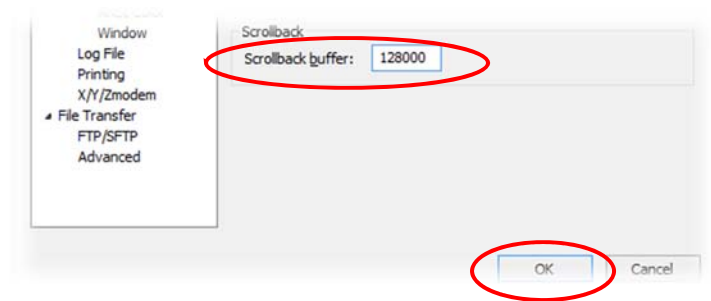 Window
Log File
Printing
X/Y/Zmodem
File Transfer
FTP/SFTP
Advanced
Scrollback
Scrollback buffer: 128000
OK Cancel